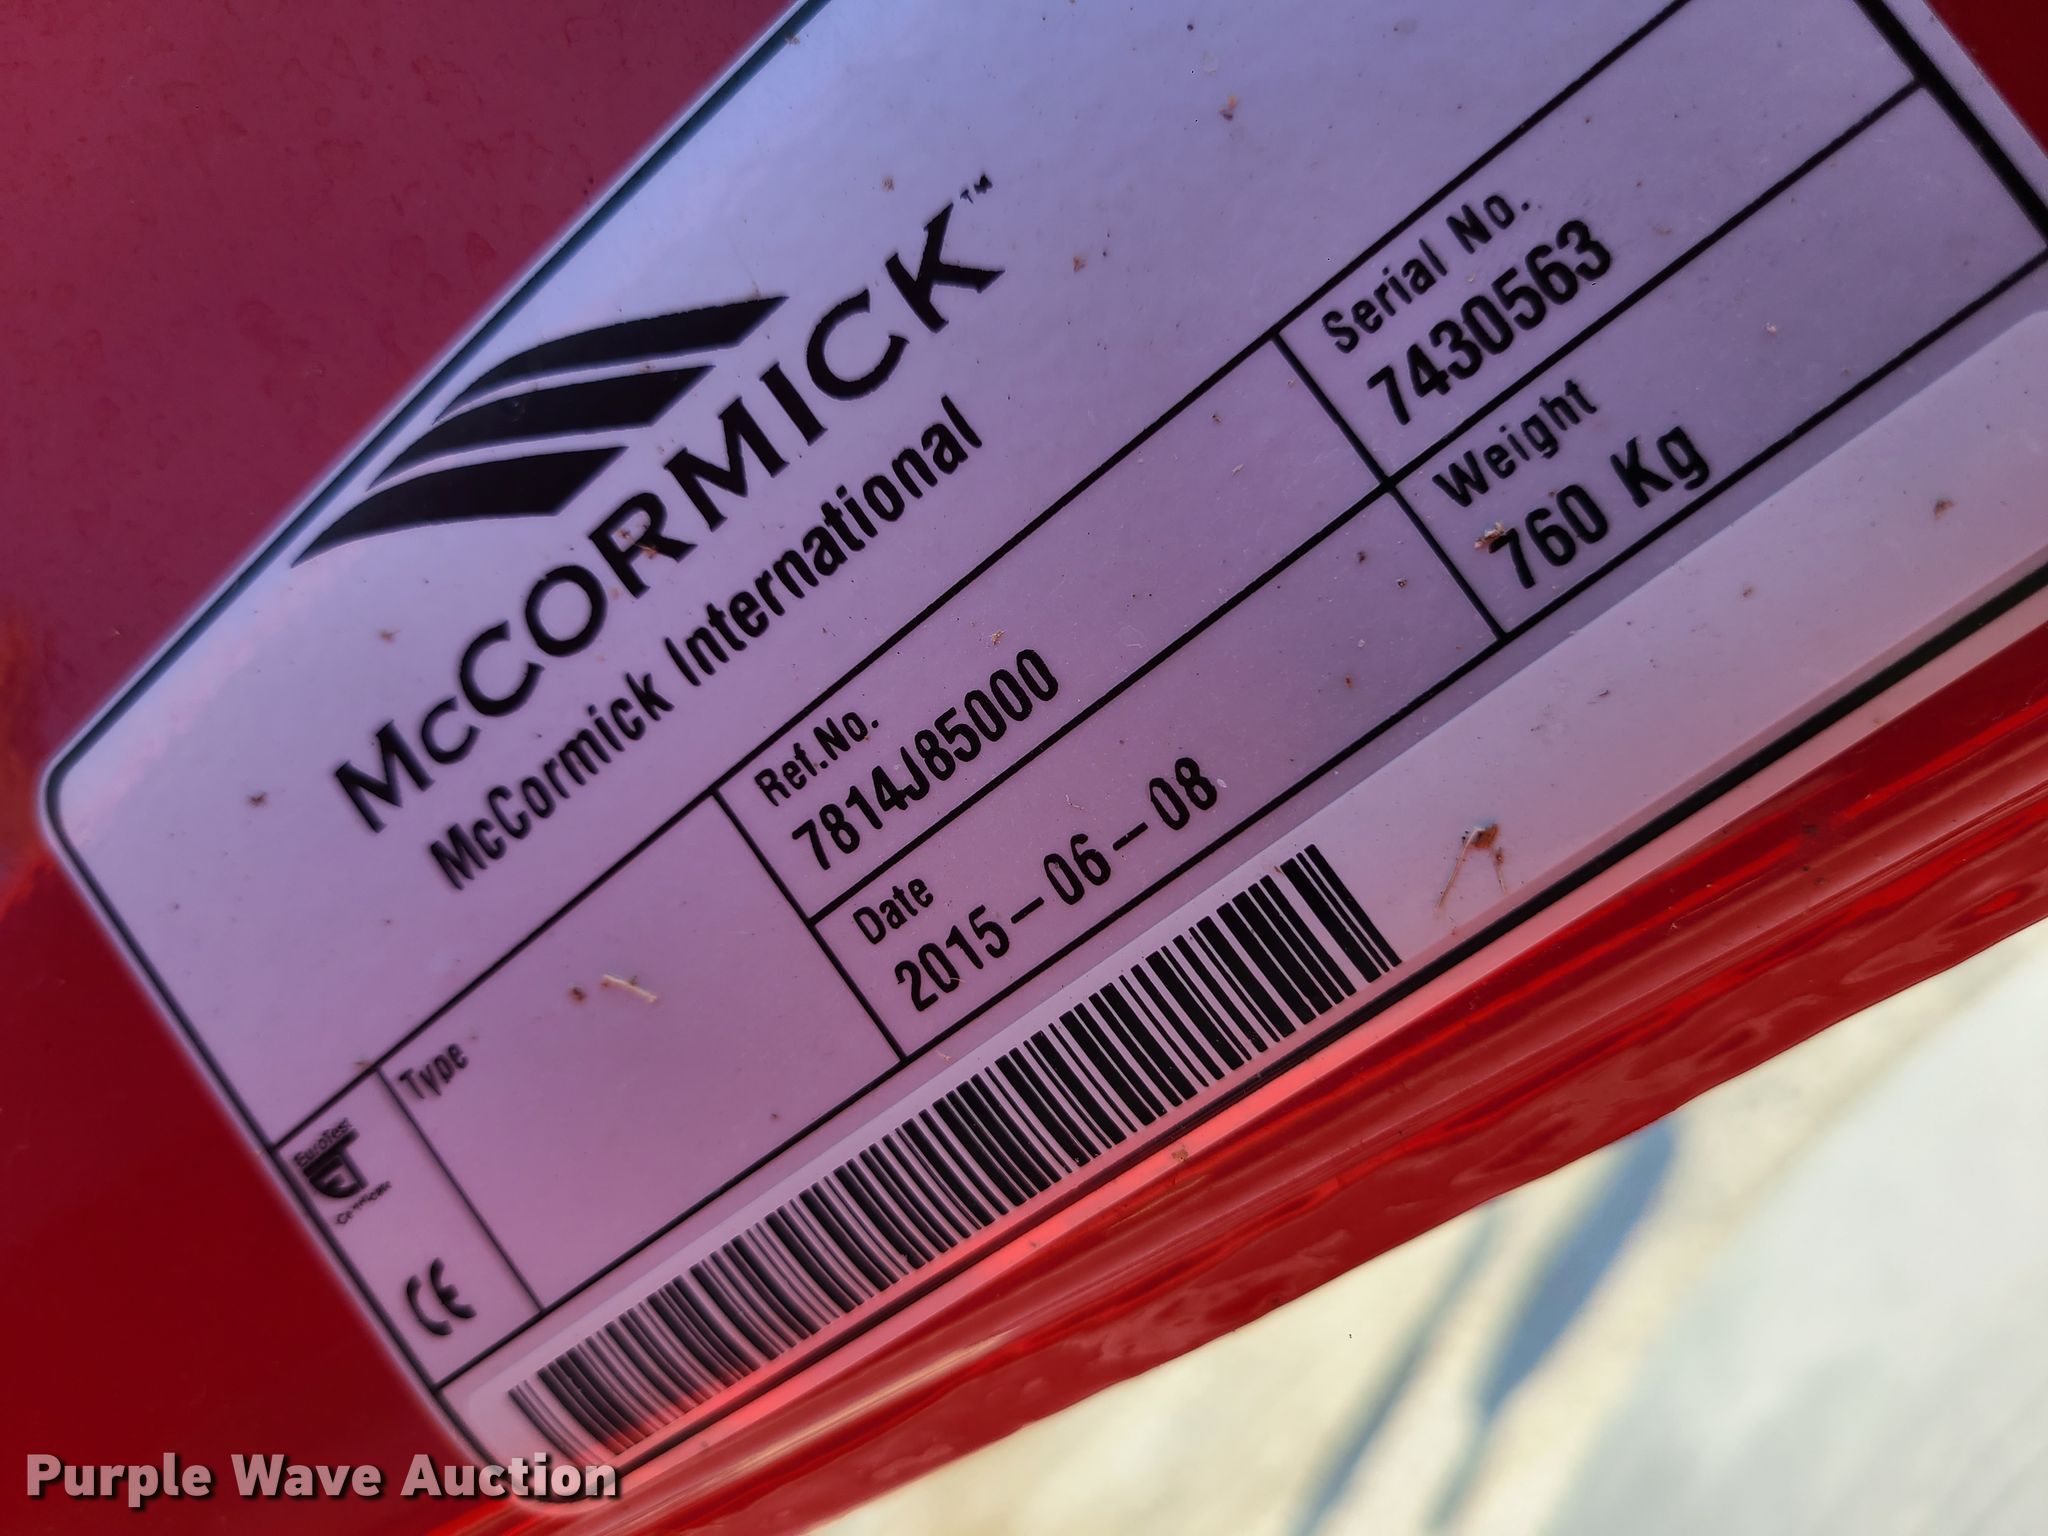 McCORMICK™
McCormick International
Type
Ref.No.
7814J85000
Serial No.
7430563
Date
2015-06-08
Weight
760 Kg
EuroTest
CE
Purple Wave Auction